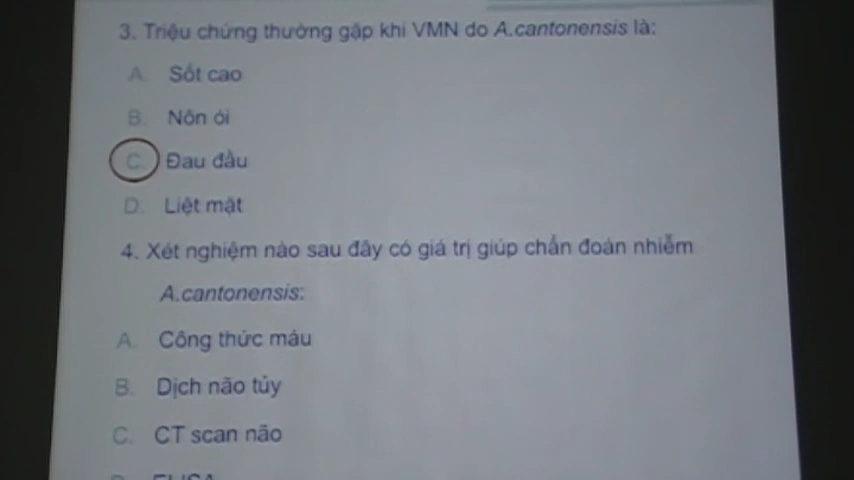 3. Triệu chứng thường gặp khi VMN do A.cantonensis là:
A. Sốt cao
B. Nôn ói
C. Đau đầu
D. Liệt mặt
4. Xét nghiệm nào sau đây có giá trị giúp chẩn đoán nhiễm
A.cantonensis:
A. Công thức máu
B. Dịch não tủy
C. CT scan não